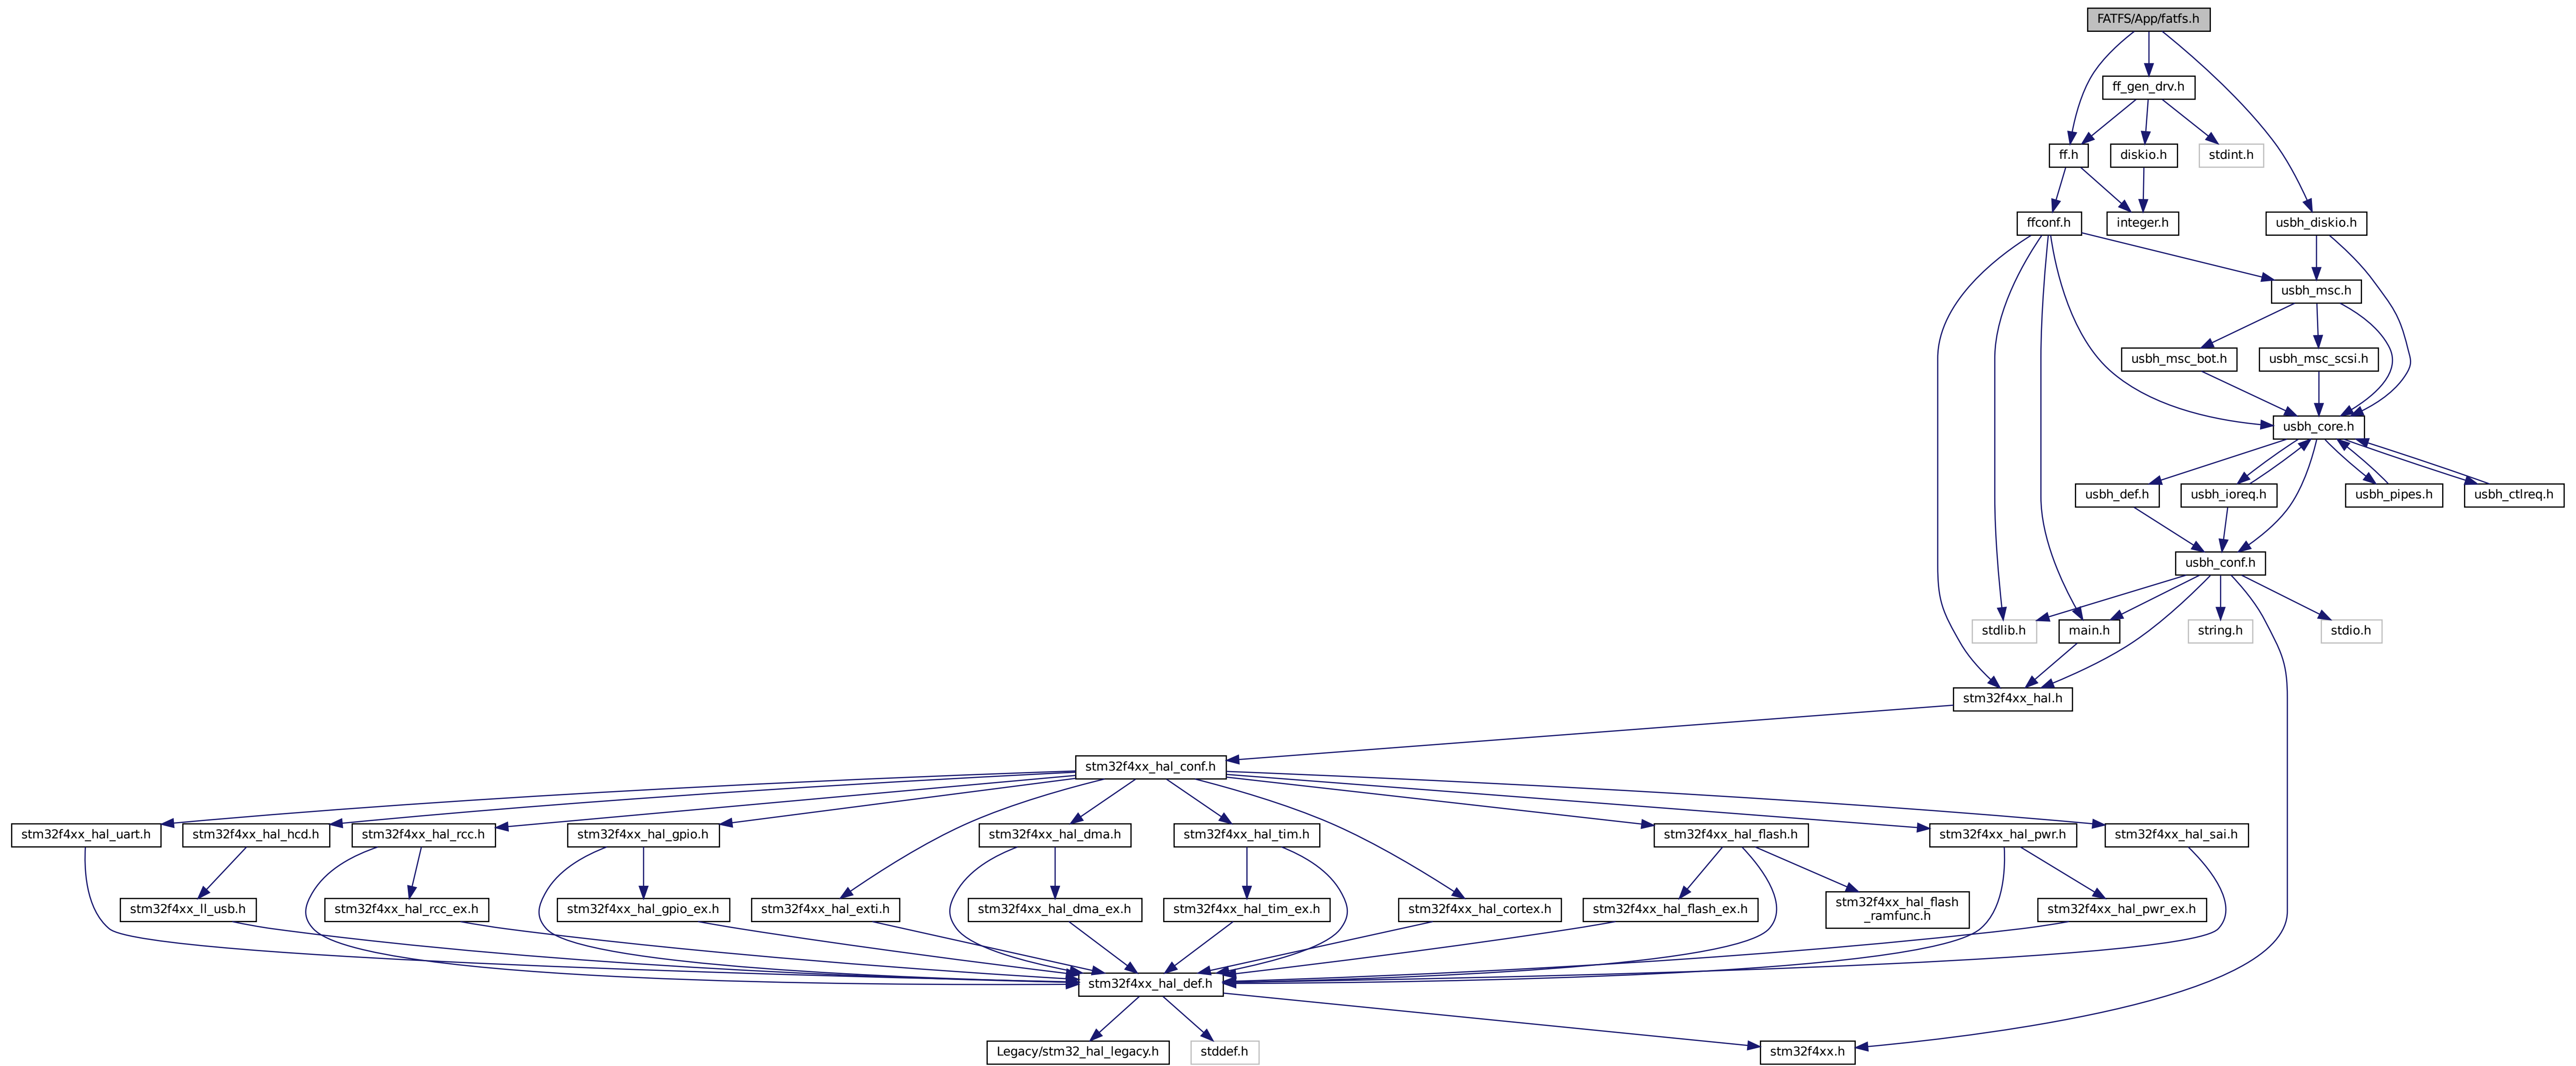 FATFS/App/fatfs.h
ff_gen_drv.h
ff.h
diskio.h
stdint.h
ffconf.h
integer.h
usbh_diskio.h
usbh_msc.h
usbh_msc_bot.h
usbh_msc_scsi.h
usbh_core.h
usbh_def.h
usbh_ioreq.h
usbh_pipes.h
usbh_ctlreq.h
usbh_conf.h
stdlib.h
main.h
string.h
stdio.h
stm32f4xx_hal.h
stm32f4xx_hal_conf.h
stm32f4xx_hal_uart.h
stm32f4xx_hal_hcd.h
stm32f4xx_hal_rcc.h
stm32f4xx_hal_gpio.h
stm32f4xx_hal_dma.h
stm32f4xx_hal_tim.h
stm32f4xx_hal_flash.h
stm32f4xx_hal_pwr.h
stm32f4xx_hal_sai.h
stm32f4xx_ll_usb.h
stm32f4xx_hal_rcc_ex.h
stm32f4xx_hal_gpio_ex.h
stm32f4xx_hal_exti.h
stm32f4xx_hal_dma_ex.h
stm32f4xx_hal_tim_ex.h
stm32f4xx_hal_cortex.h
stm32f4xx_hal_flash_ex.h
stm32f4xx_hal_flash
_ramfunc.h
stm32f4xx_hal_pwr_ex.h
stm32f4xx_hal_def.h
Legacy/stm32_hal_legacy.h
stddef.h
stm32f4xx.h